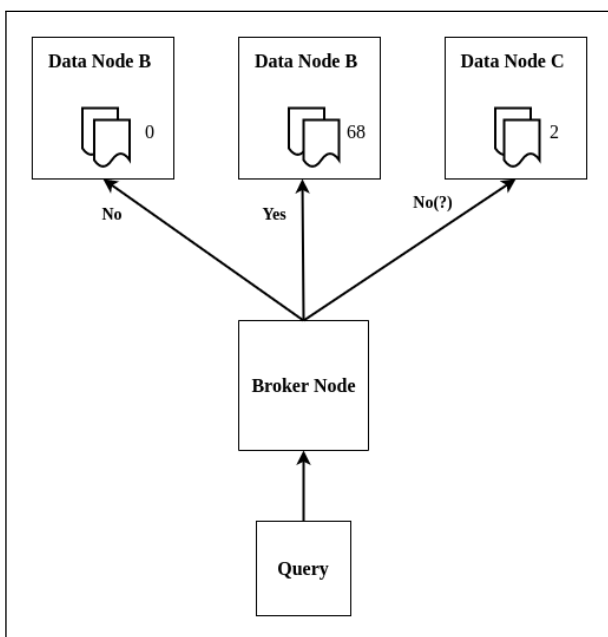 Data Node B
Data Node B
Data Node C
0
68
2
No
Yes
No(?)
Broker Node
Query